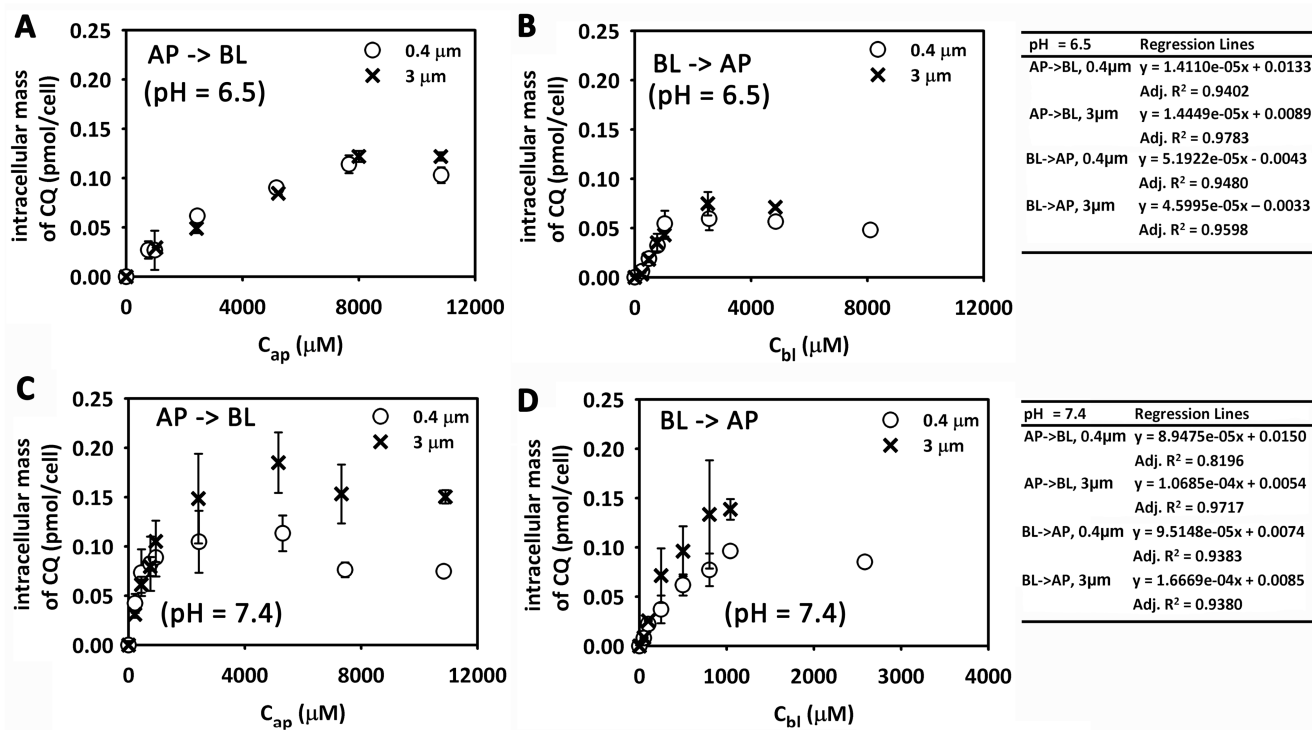 A
AP -> BL
(pH = 6.5)
0.4 μm
3 μm
0.25
0.20
0.15
0.10
0.05
0.00
intracellular mass
of CQ (pmol/cell)
0
4000
8000
12000
Cap (μM)
B
BL -> AP
(pH = 6.5)
0.4 μm
3 μm
0.25
0.20
0.15
0.10
0.05
0.00
intracellular mass
of CQ (pmol/cell)
0
4000
8000
12000
Cbl (μM)
pH = 6.5 Regression Lines
AP->BL, 0.4μm y = 1.4110e-05x + 0.0133
Adj. R² = 0.9402
AP->BL, 3μm y = 1.4449e-05x + 0.0089
Adj. R² = 0.9783
BL->AP, 0.4μm y = 5.1922e-05x - 0.0043
Adj. R² = 0.9480
BL->AP, 3μm y = 4.5995e-05x – 0.0033
Adj. R² = 0.9598
C
AP -> BL
0.4 μm
3 μm
(pH = 7.4)
0.25
0.20
0.15
0.10
0.05
0.00
intracellular mass
of CQ (pmol/cell)
0
4000
8000
12000
Cap (μM)
D
BL -> AP
0.4 μm
3 μm
(pH = 7.4)
0.25
0.20
0.15
0.10
0.05
0.00
intracellular mass
of CQ (pmol/cell)
0
1000
2000
3000
4000
Cbl (μM)
pH = 7.4 Regression Lines
AP->BL, 0.4μm y = 8.9475e-05x + 0.0150
Adj. R² = 0.8196
AP->BL, 3μm y = 1.0685e-04x + 0.0054
Adj. R² = 0.9717
BL->AP, 0.4μm y = 9.5148e-05x + 0.0074
Adj. R² = 0.9383
BL->AP, 3μm y = 1.6669e-04x + 0.0085
Adj. R² = 0.9380